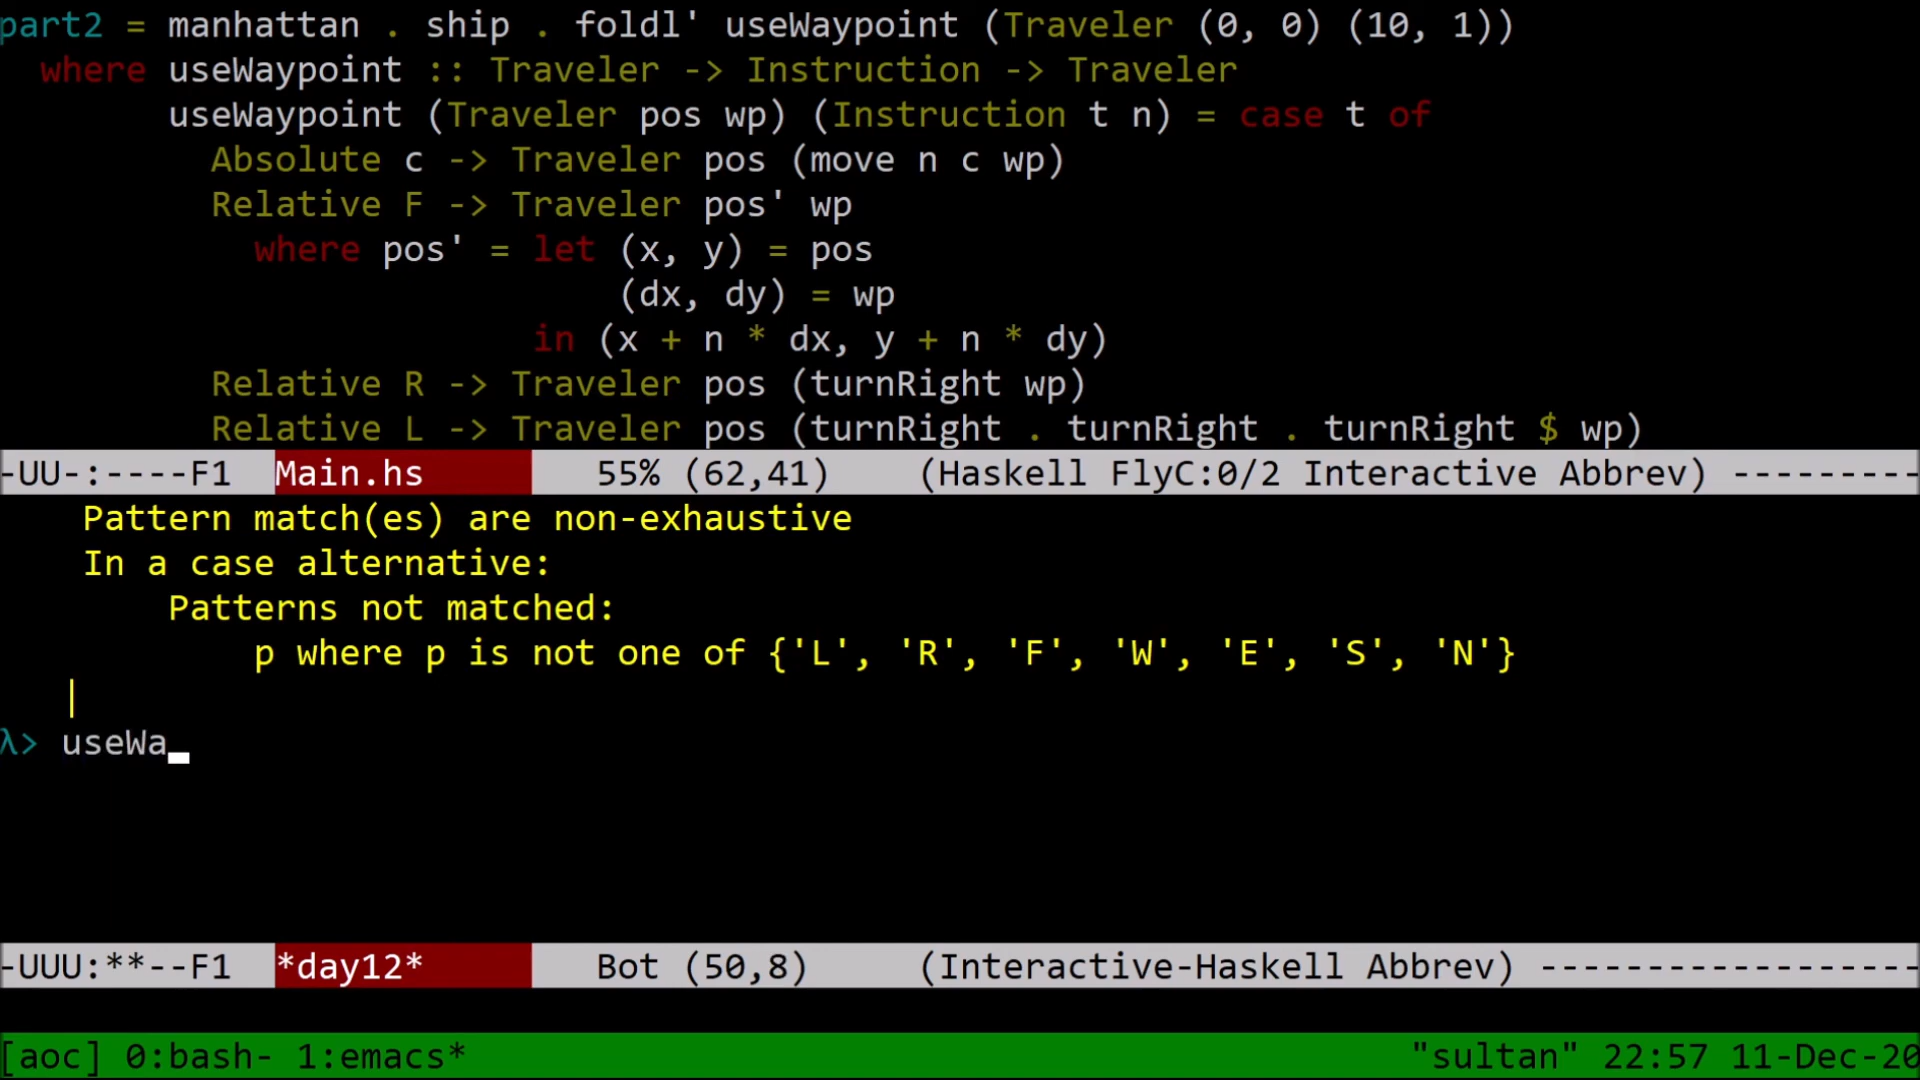 part2 = manhattan . ship . foldl' useWaypoint (Traveler (0, 0) (10, 1))
  where useWaypoint :: Traveler -> Instruction -> Traveler
        useWaypoint (Traveler pos wp) (Instruction t n) = case t of
          Absolute c -> Traveler pos (move n c wp)
          Relative F -> Traveler pos' wp
            where pos' = let (x, y) = pos
                             (dx, dy) = wp
                         in (x + n * dx, y + n * dy)
          Relative R -> Traveler pos (turnRight wp)
          Relative L -> Traveler pos (turnRight . turnRight . turnRight $ wp)
-UU-:----F1  Main.hs        55% (62,41)    (Haskell FlyC:0/2 Interactive Abbrev) ---------
    Pattern match(es) are non-exhaustive
    In a case alternative:
        Patterns not matched:
            p where p is not one of {'L', 'R', 'F', 'W', 'E', 'S', 'N'}
   |
λ> useWa
-UUU:**--F1  *day12*        Bot (50,8)     (Interactive-Haskell Abbrev) ------------------
[aoc] 0:bash- 1:emacs*                                            "sultan" 22:57 11-Dec-20